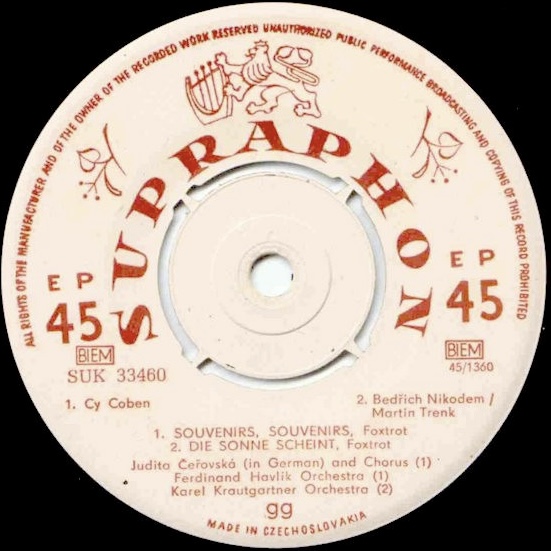 ALL RIGHTS OF THE MANUFACTURER AND OF THE OWNER OF THE RECORDED WORK RESERVED UNAUTHORIZED PUBLIC PERFORMANCE BROADCASTING AND COPYING OF THIS RECORD PROHIBITED
SUPRAPHON
EP
45
BIEM
SUK 33460
EP
45
BIEM
45/1360
1. Cy Coben
2. Bedřich Nikodem /
Martin Trenk
1. SOUVENIRS, SOUVENIRS, Foxtrot
2. DIE SONNE SCHEINT, Foxtrot
Judita Čeřovská (in German) and Chorus (1)
Ferdinand Havlík Orchestra (1)
Karel Krautgartner Orchestra (2)
gg
MADE IN CZECHOSLOVAKIA